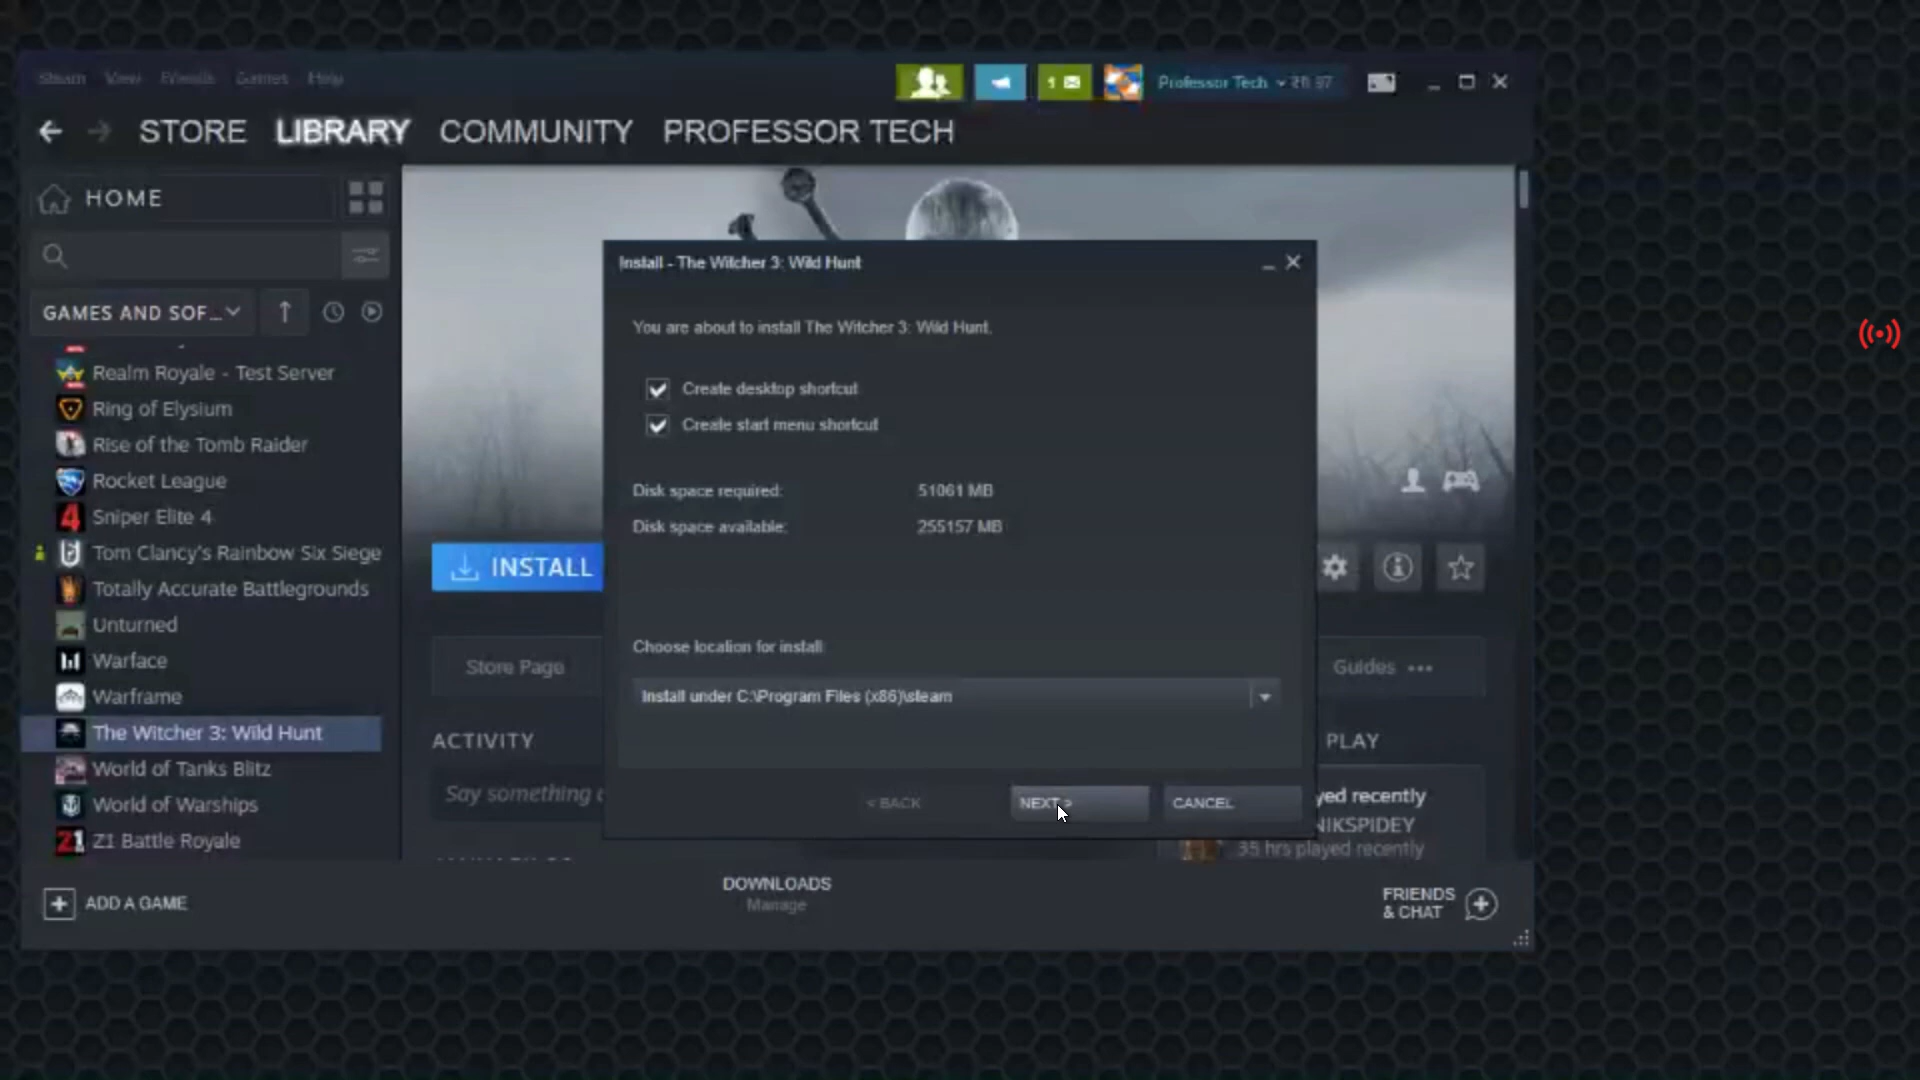 Steam View Friends Games Help
1 Professor Tech
STORE LIBRARY COMMUNITY PROFESSOR TECH
HOME
GAMES AND SOF...
Realm Royale - Test Server
Ring of Elysium
Rise of the Tomb Raider
Rocket League
Sniper Elite 4
Tom Clancy's Rainbow Six Siege
Totally Accurate Battlegrounds
Unturned
Warface
Warframe
The Witcher 3: Wild Hunt
World of Tanks Blitz
World of Warships
Z1 Battle Royale
Install - The Witcher 3: Wild Hunt
You are about to install The Witcher 3: Wild Hunt.
Create desktop shortcut
Create start menu shortcut
Disk space required: 51061 MB
Disk space available: 255157 MB
Choose location for install:
Install under C:\Program Files (x86)\steam
< BACK NEXT > CANCEL
INSTALL
Store Page
Guides •••
ACTIVITY
Say something
PLAY
yed recently
NIKSPIDEY
35 hrs played recently
ADD A GAME
DOWNLOADS
Manage
FRIENDS
& CHAT